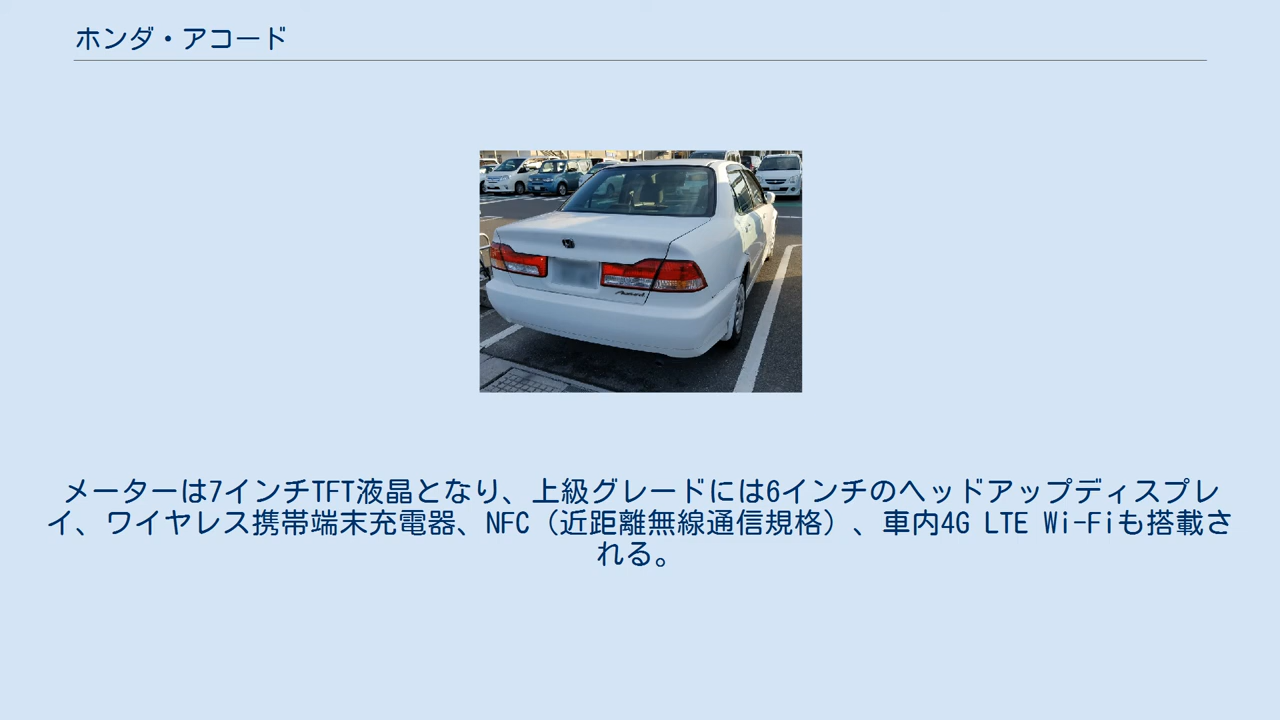 ホンダ・アコード
Accord
メーターは7インチTFT液晶となり、上級グレードには6インチのヘッドアップディスプレ
イ、ワイヤレス携帯端末充電器、NFC（近距離無線通信規格）、車内4G LTE Wi-Fiも搭載さ
れる。